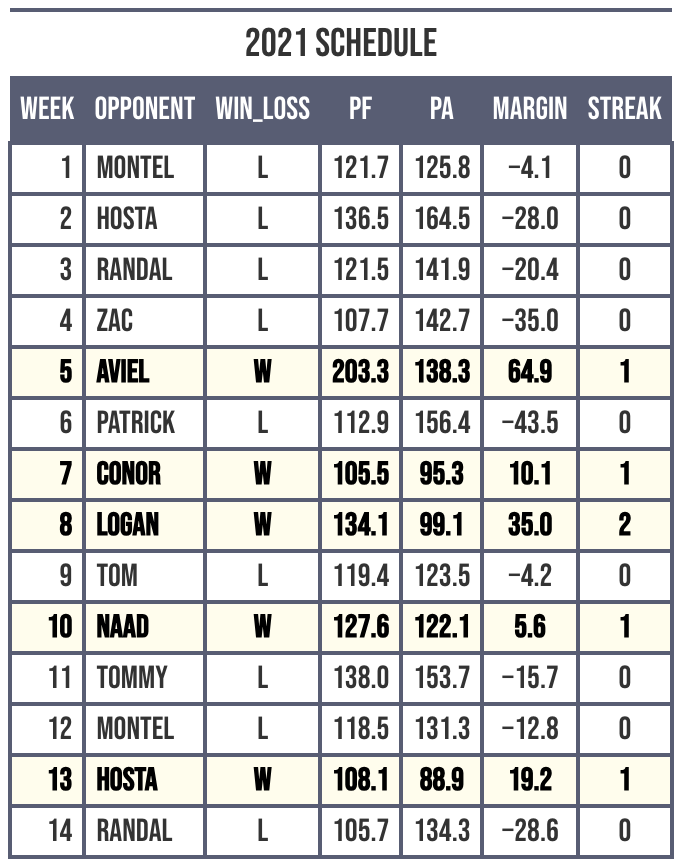 2021 SCHEDULE
WEEK OPPONENT WIN_LOSS PF PA MARGIN STREAK
1 MONTEL L 121.7 125.8 −4.1 0
2 HOSTA L 136.5 164.5 −28.0 0
3 RANDAL L 121.5 141.9 −20.4 0
4 ZAC L 107.7 142.7 −35.0 0
5 AVIEL W 203.3 138.3 64.9 1
6 PATRICK L 112.9 156.4 −43.5 0
7 CONOR W 105.5 95.3 10.1 1
8 LOGAN W 134.1 99.1 35.0 2
9 TOM L 119.4 123.5 −4.2 0
10 NAAD W 127.6 122.1 5.6 1
11 TOMMY L 138.0 153.7 −15.7 0
12 MONTEL L 118.5 131.3 −12.8 0
13 HOSTA W 108.1 88.9 19.2 1
14 RANDAL L 105.7 134.3 −28.6 0